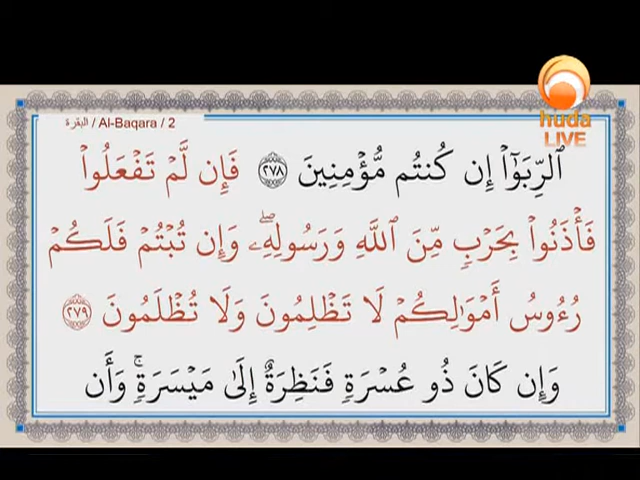 البقرة / Al-Baqara / 2
huda
LIVE
ٱلرِّبَوٰٓا۟ إِن كُنتُم مُّؤْمِنِينَ ٢٧٨ فَإِن لَّمْ تَفْعَلُوا۟
فَأْذَنُوا۟ بِحَرْبٍ مِّنَ ٱللَّهِ وَرَسُولِهِۦ ۖ وَإِن تُبْتُمْ فَلَكُمْ
رُءُوسُ أَمْوَٰلِكُمْ لَا تَظْلِمُونَ وَلَا تُظْلَمُونَ ٢٧٩
وَإِن كَانَ ذُو عُسْرَةٍ فَنَظِرَةٌ إِلَىٰ مَيْسَرَةٍ ۚ وَأَن